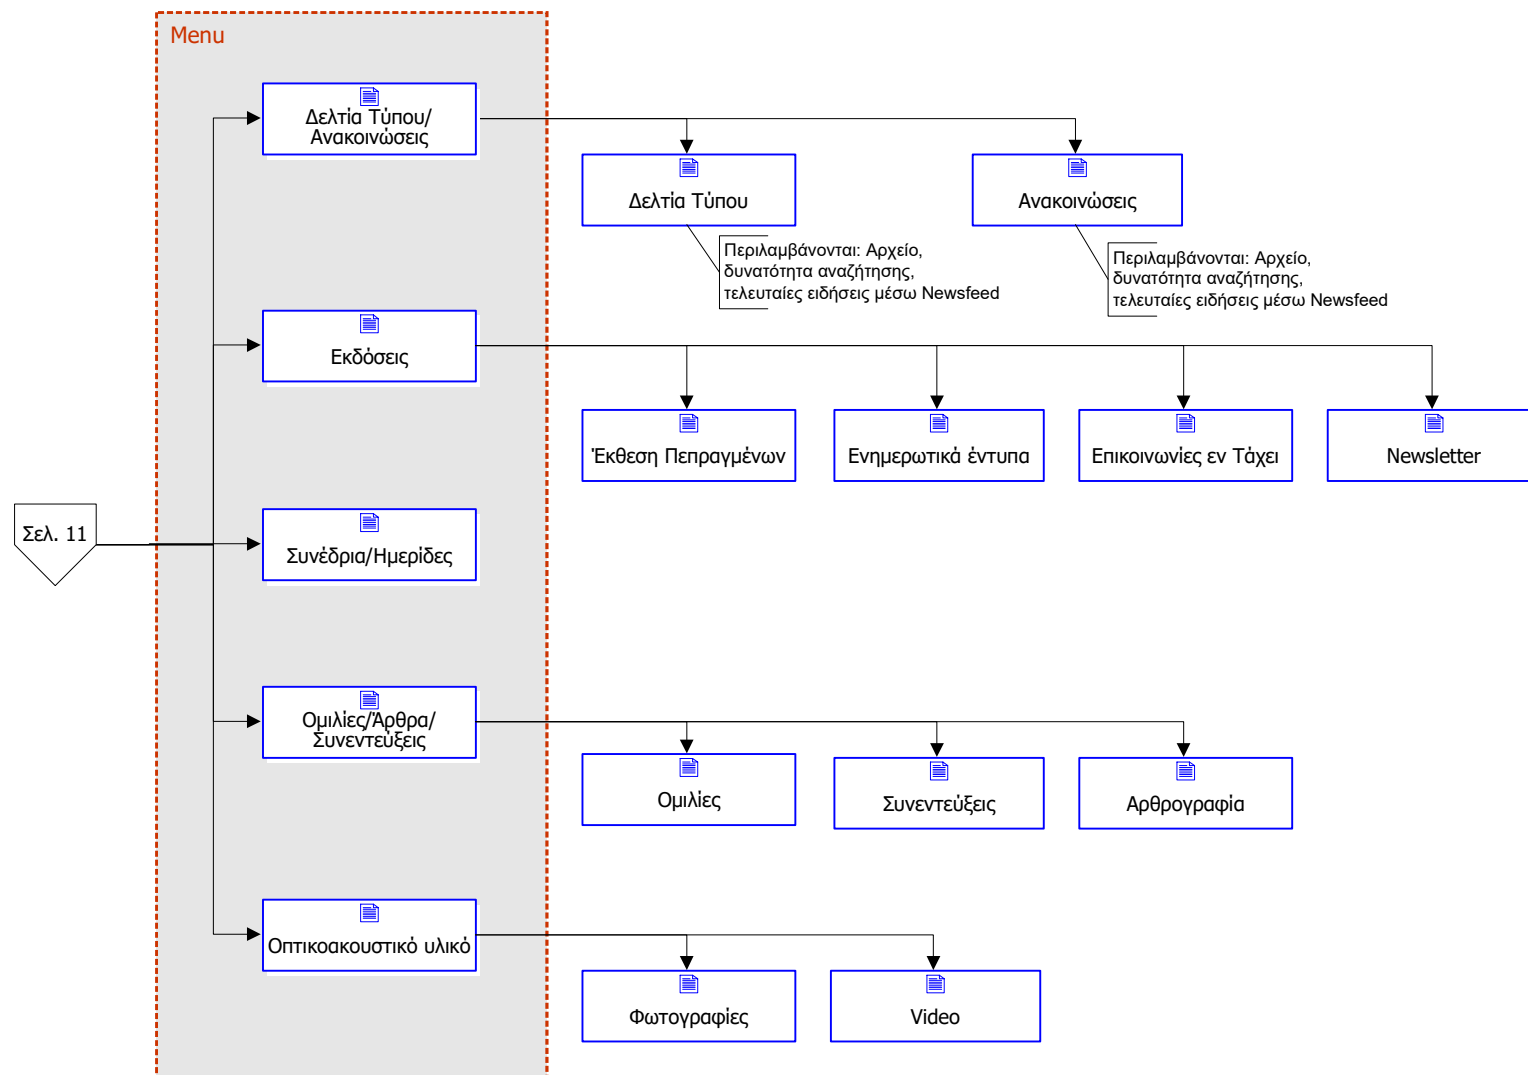 Menu
Δελτία Τύπου/
Ανακοινώσεις
Δελτία Τύπου
Ανακοινώσεις
Περιλαμβάνονται: Αρχείο,
δυνατότητα αναζήτησης,
τελευταίες ειδήσεις μέσω Newsfeed
Περιλαμβάνονται: Αρχείο,
δυνατότητα αναζήτησης,
τελευταίες ειδήσεις μέσω Newsfeed
Εκδόσεις
Έκθεση Πεπραγμένων
Ενημερωτικά έντυπα
Επικοινωνίες εν Τάχει
Newsletter
Σελ. 11
Συνέδρια/Ημερίδες
Ομιλίες/Άρθρα/
Συνεντεύξεις
Ομιλίες
Συνεντεύξεις
Αρθρογραφία
Οπτικοακουστικό υλικό
Φωτογραφίες
Video